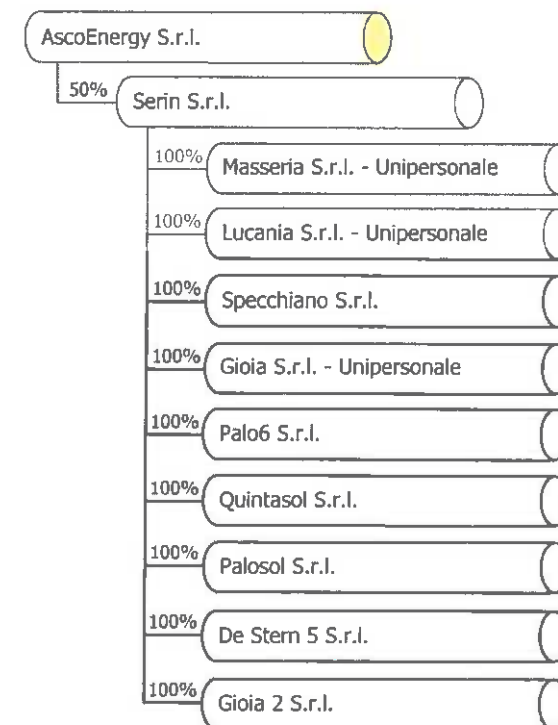 AscoEnergy S.r.l.
50%
Serin S.r.l.
100%
Masseria S.r.l. - Unipersonale
100%
Lucania S.r.l. - Unipersonale
100%
Specchiano S.r.l.
100%
Gioia S.r.l. - Unipersonale
100%
Palo6 S.r.l.
100%
Quintasol S.r.l.
100%
Palosol S.r.l.
100%
De Stern 5 S.r.l.
100%
Gioia 2 S.r.l.